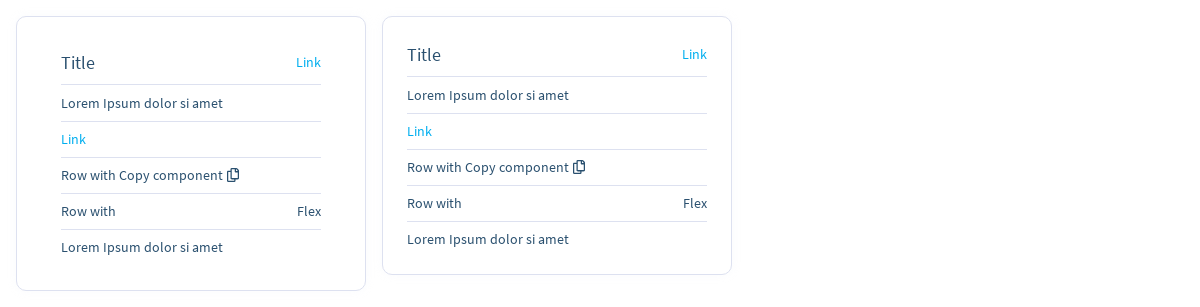 Title Link
Lorem Ipsum dolor si amet
Link
Row with Copy component
Row with Flex
Lorem Ipsum dolor si amet
Title Link
Lorem Ipsum dolor si amet
Link
Row with Copy component
Row with Flex
Lorem Ipsum dolor si amet